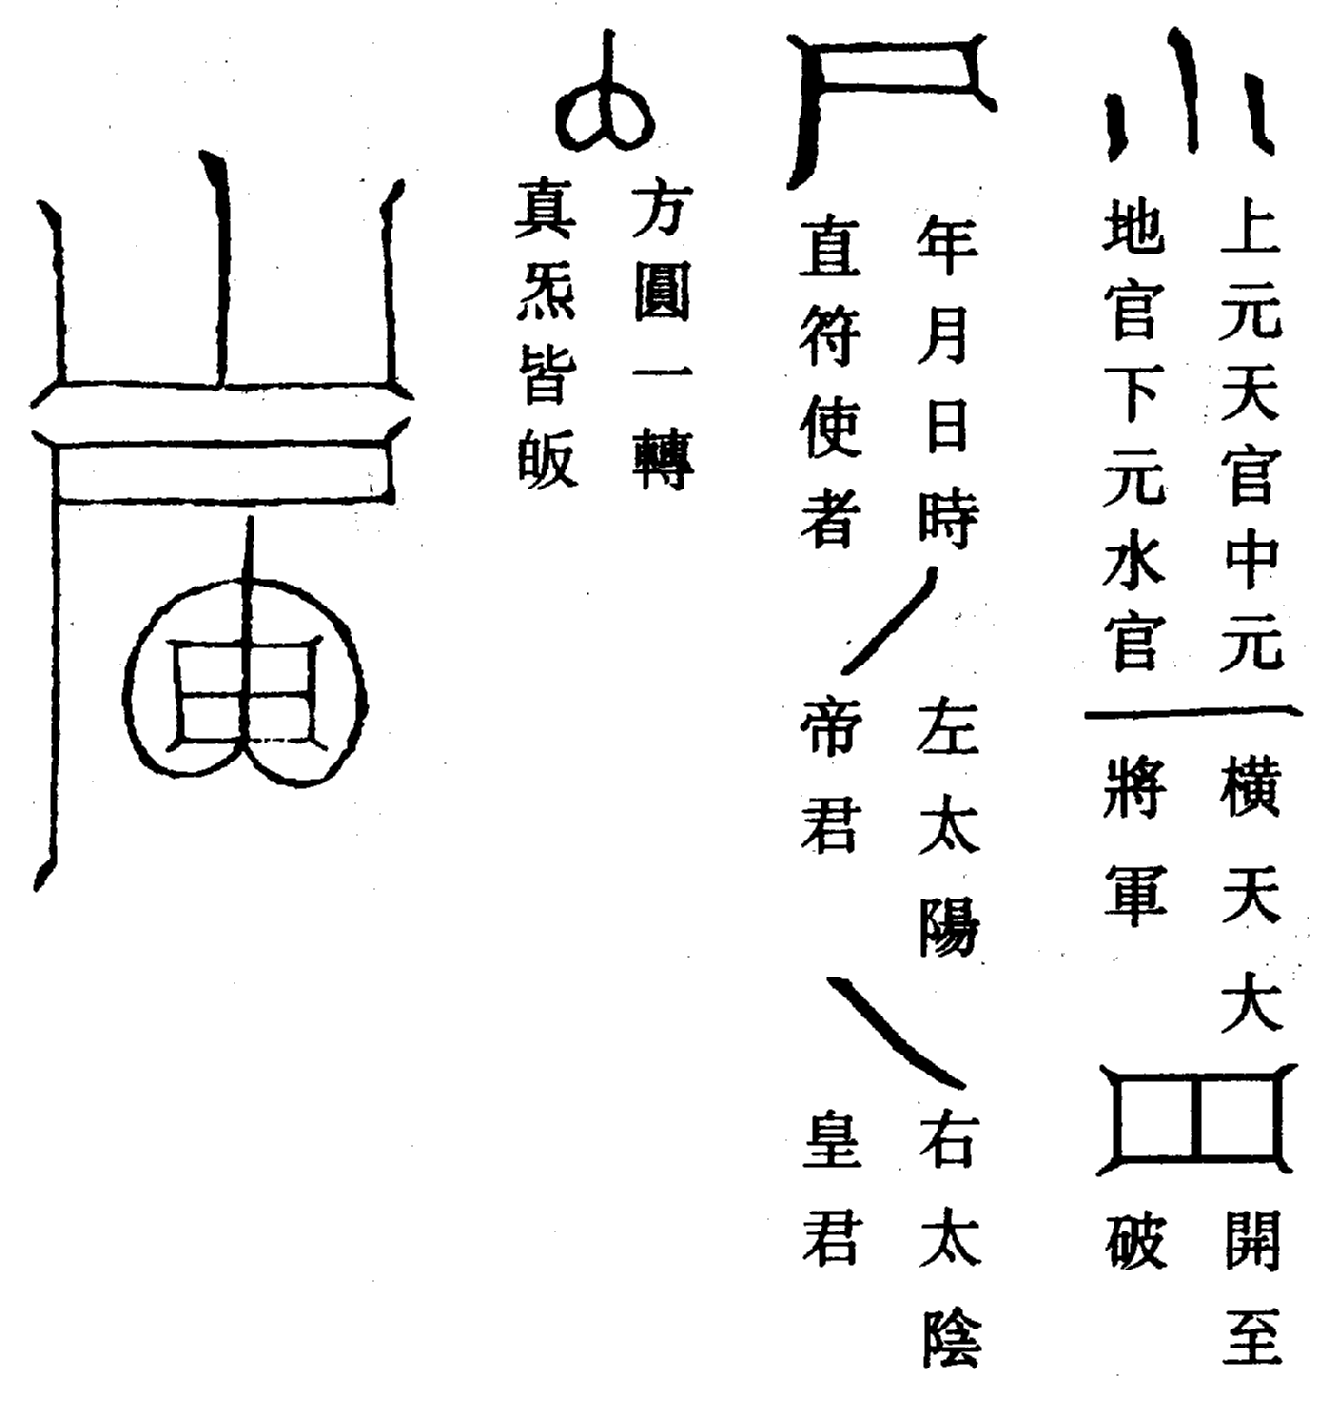 上元天官中元
地官下元水官
橫天大
將軍
開至
破
年月日時
直符使者
左太陽
帝君
右太陰
皇君
方圓一轉
真炁皆皈